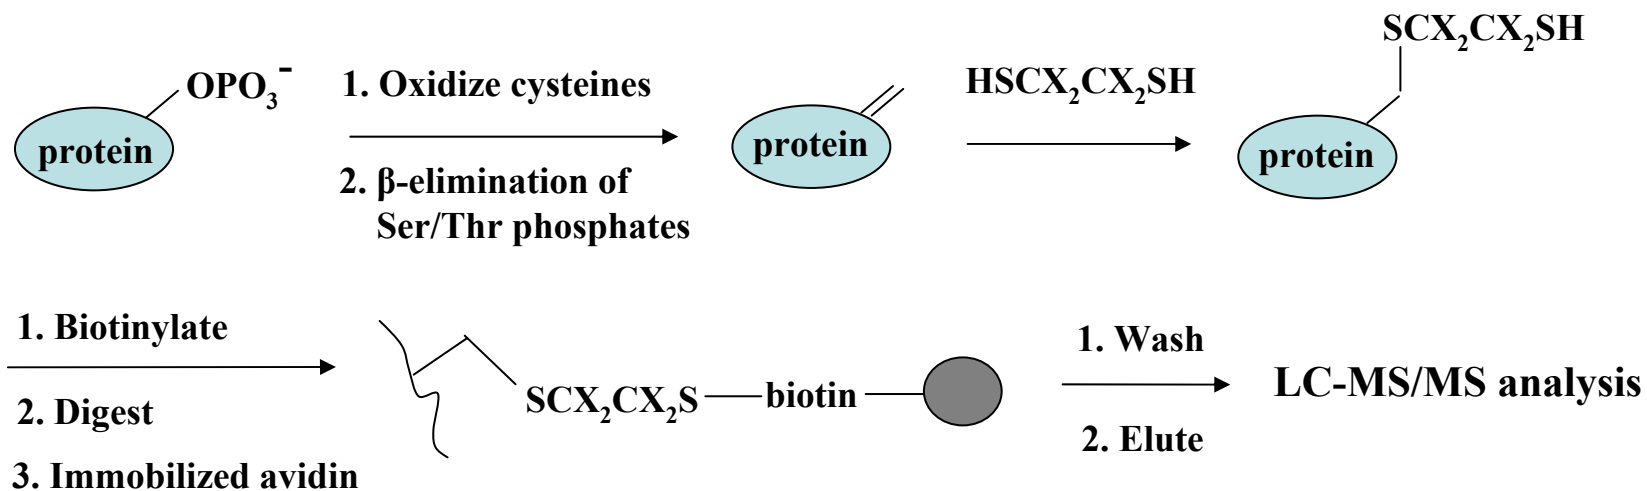 SCX₂CX₂SH
OPO₃⁻
1. Oxidize cysteines
HSCX₂CX₂SH
protein
protein
protein
2. β-elimination of
Ser/Thr phosphates
1. Biotinylate
1. Wash
SCX₂CX₂S
biotin
LC-MS/MS analysis
2. Digest
2. Elute
3. Immobilized avidin